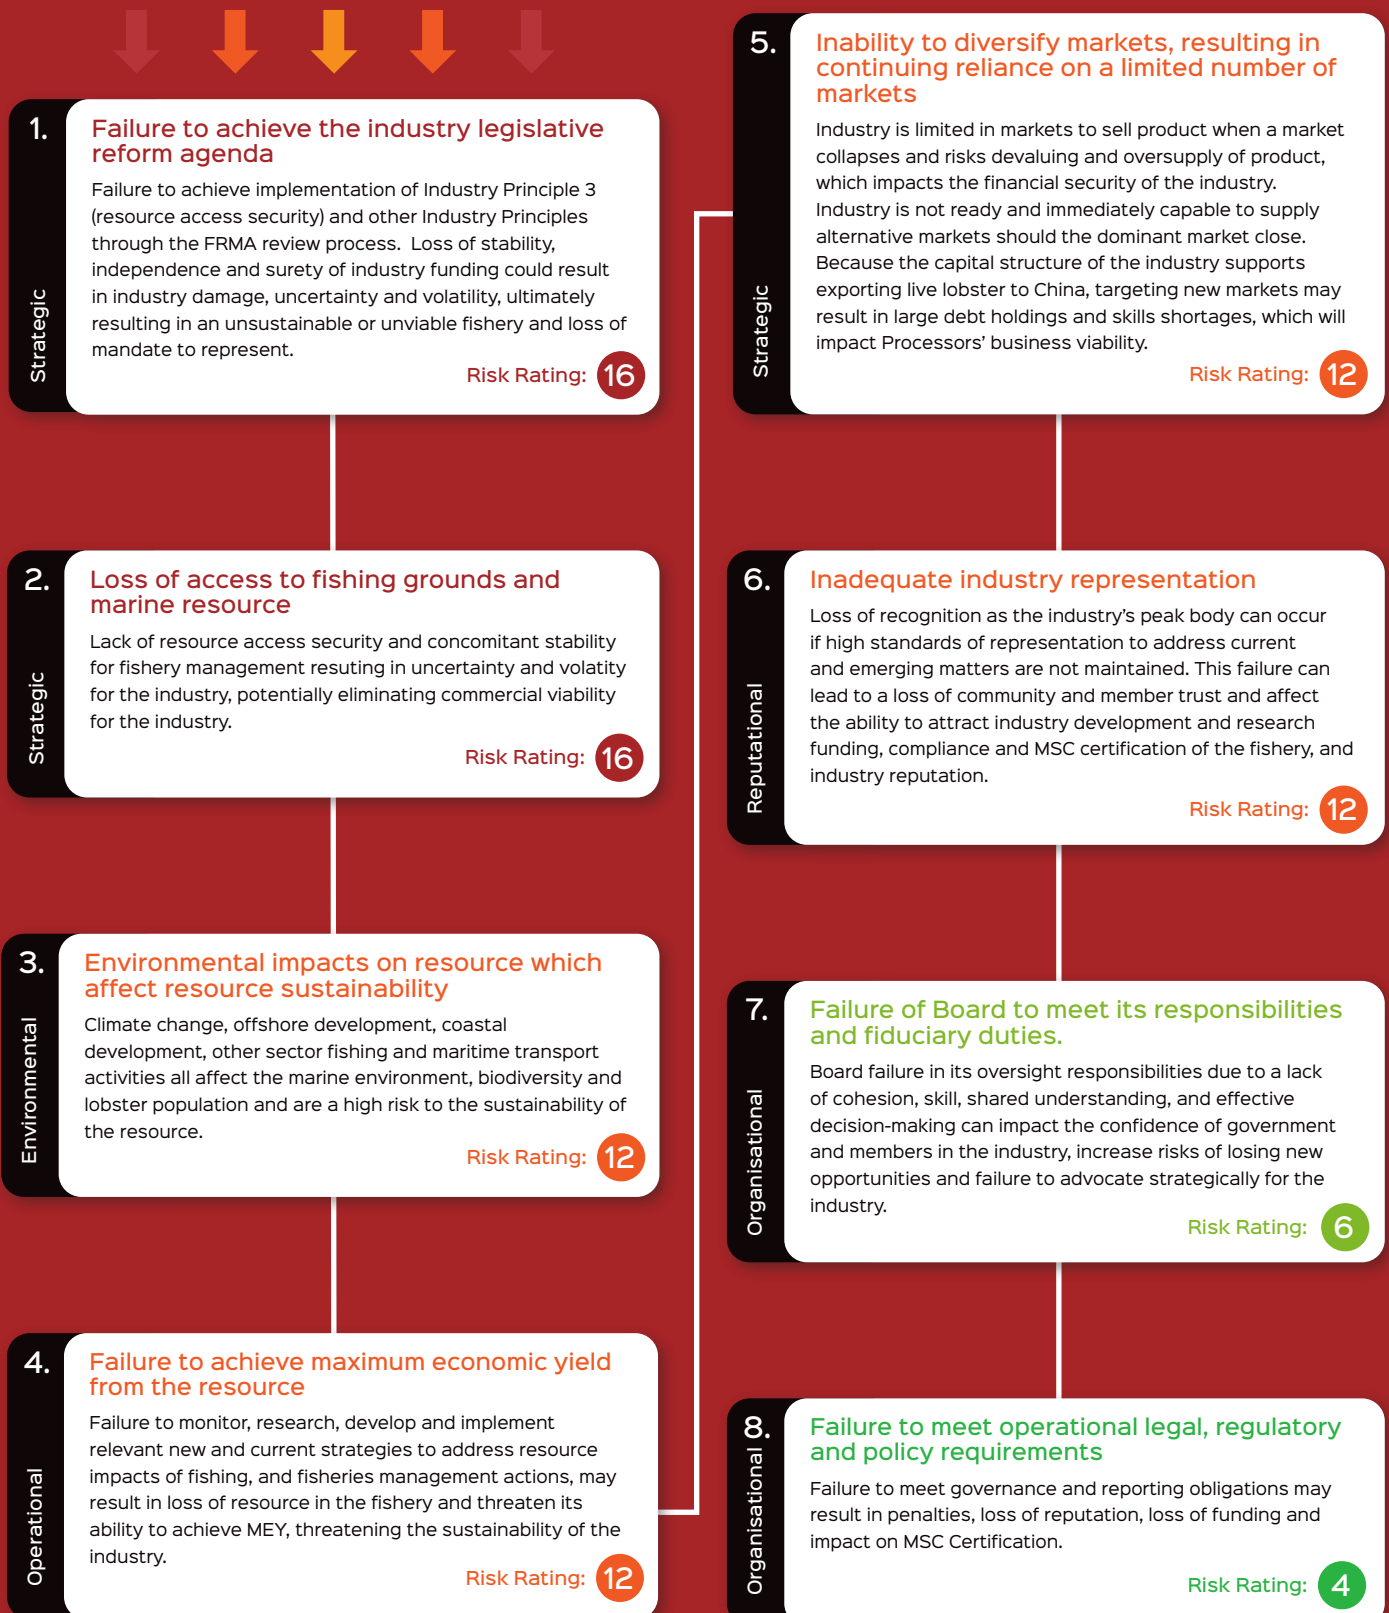 1.
Strategic
Failure to achieve the industry legislative
reform agenda
Failure to achieve implementation of Industry Principle 3
(resource access security) and other Industry Principles
through the FRMA review process.  Loss of stability,
independence and surety of industry funding could result
in industry damage, uncertainty and volatility, ultimately
resulting in an unsustainable or unviable fishery and loss of
mandate to represent.
Risk Rating: 16
2.
Strategic
Loss of access to fishing grounds and
marine resource
Lack of resource access security and concomitant stability
for fishery management resuting in uncertainty and volatity
for the industry, potentially eliminating commercial viability
for the industry.
Risk Rating: 16
3.
Environmental
Environmental impacts on resource which
affect resource sustainability
Climate change, offshore development, coastal
development, other sector fishing and maritime transport
activities all affect the marine environment, biodiversity and
lobster population and are a high risk to the sustainability of
the resource.
Risk Rating: 12
4.
Operational
Failure to achieve maximum economic yield
from the resource
Failure to monitor, research, develop and implement
relevant new and current strategies to address resource
impacts of fishing, and fisheries management actions, may
result in loss of resource in the fishery and threaten its
ability to achieve MEY, threatening the sustainability of the
industry.
Risk Rating: 12
5.
Strategic
Inability to diversify markets, resulting in
continuing reliance on a limited number of
markets
Industry is limited in markets to sell product when a market
collapses and risks devaluing and oversupply of product,
which impacts the financial security of the industry.
Industry is not ready and immediately capable to supply
alternative markets should the dominant market close.
Because the capital structure of the industry supports
exporting live lobster to China, targeting new markets may
result in large debt holdings and skills shortages, which will
impact Processors' business viability.
Risk Rating: 12
6.
Reputational
Inadequate industry representation
Loss of recognition as the industry's peak body can occur
if high standards of representation to address current
and emerging matters are not maintained. This failure can
lead to a loss of community and member trust and affect
the ability to attract industry development and research
funding, compliance and MSC certification of the fishery, and
industry reputation.
Risk Rating: 12
7.
Organisational
Failure of Board to meet its responsibilities
and fiduciary duties.
Board failure in its oversight responsibilities due to a lack
of cohesion, skill, shared understanding, and effective
decision-making can impact the confidence of government
and members in the industry, increase risks of losing new
opportunities and failure to advocate strategically for the
industry.
Risk Rating: 6
8.
Organisational
Failure to meet operational legal, regulatory
and policy requirements
Failure to meet governance and reporting obligations may
result in penalties, loss of reputation, loss of funding and
impact on MSC Certification.
Risk Rating: 4